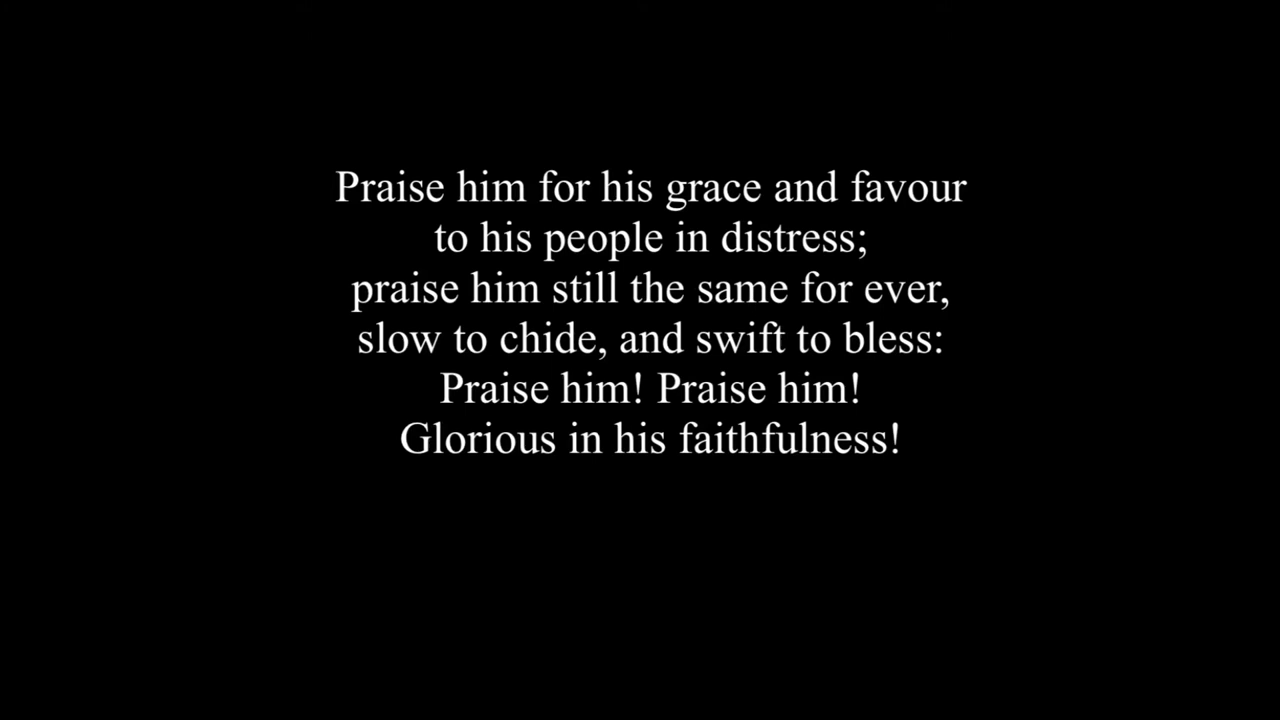 Praise him for his grace and favour
to his people in distress;
praise him still the same for ever,
slow to chide, and swift to bless:
Praise him! Praise him!
Glorious in his faithfulness!